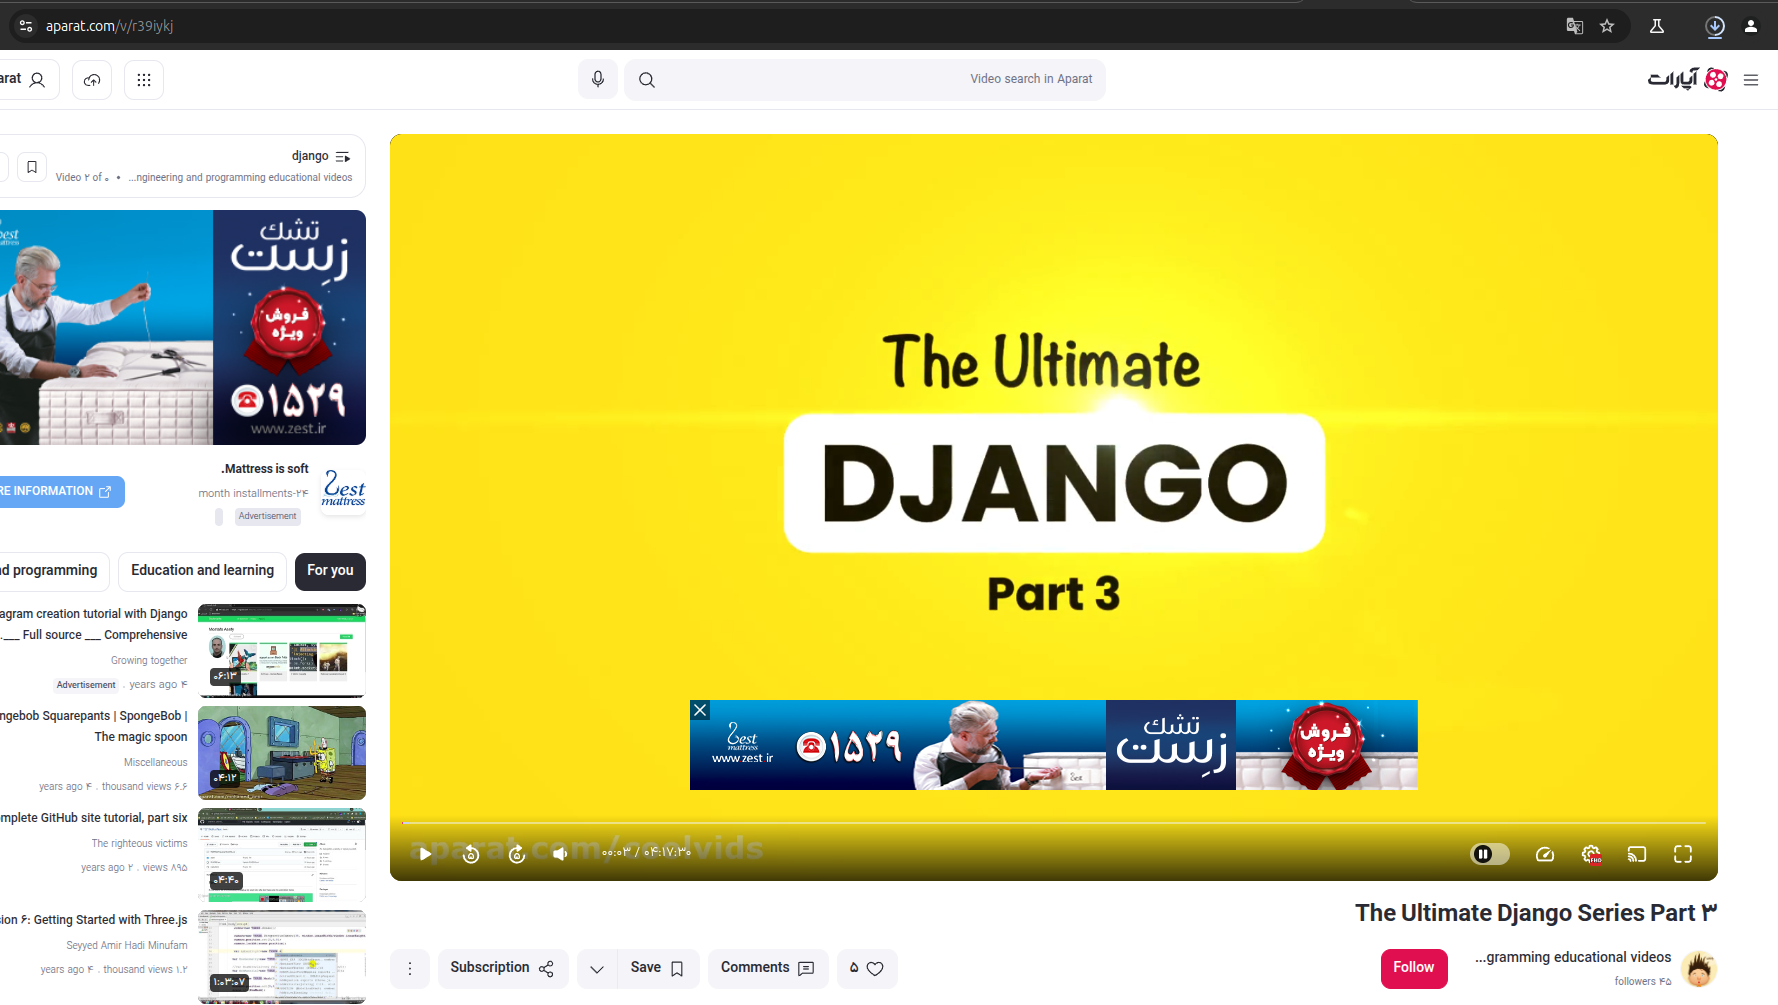 aparat.com/v/r39iykj
arat
Video search in Aparat
آپارات
django
Video ۲ of ۰ • ...ngineering and programming educational videos
تشک
زست
فروش
ویژه
۱۵۲۹
www.zest.ir
.Mattress is soft
month installments-۲۴
Advertisement
RE INFORMATION
Zest
mattress
d programming
Education and learning
For you
agram creation tutorial with Django
.___ Full source ___ Comprehensive
Growing together
Advertisement . years ago ۴
۰۶:۱۳
ngebob Squarepants | SpongeBob |
The magic spoon
Miscellaneous
years ago ۴ . thousand views ۶.۶
۰۴:۱۲
mplete GitHub site tutorial, part six
The righteous victims
years ago ۲ . views ۸۹۵
۰۴:۴۰
sion ۶: Getting Started with Three.js
Seyyed Amir Hadi Minufam
years ago ۴ . thousand views ۱.۲
۱:۰۳:۰۷
The Ultimate
DJANGO
Part 3
Zest
mattress
www.zest.ir
۱۵۲۹
تشک
زِست
فروش
ویژه
aparat.com/coolvids
۰۰:۰۳ / ۰۴:۱۷:۳۰
FHD
The Ultimate Django Series Part ۳
Subscription
Save
Comments
۵
Follow
...gramming educational videos
followers ۴۵